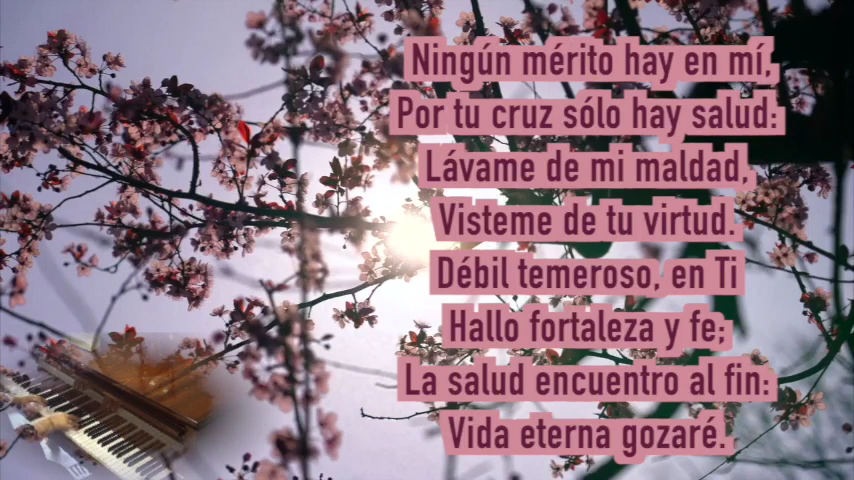 Ningún mérito hay en mí,
Por tu cruz sólo hay salud:
Lávame de mi maldad,
Visteme de tu virtud.
Débil temeroso, en Ti
Hallo fortaleza y fe;
La salud encuentro al fin:
Vida eterna gozaré.